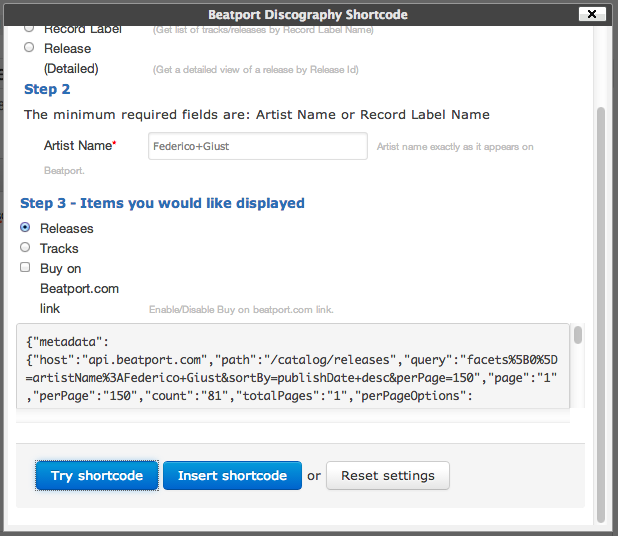 Beatport Discography Shortcode
Record Label (Get list of tracks/releases by Record Label Name)
Release
(Detailed) (Get a detailed view of a release by Release Id)
Step 2
The minimum required fields are: Artist Name or Record Label Name
Artist Name* Federico+Giust Artist name exactly as it appears on
Beatport.
Step 3 - Items you would like displayed
Releases
Tracks
Buy on
Beatport.com
link Enable/Disable Buy on beatport.com link.
{"metadata":
{"host":"api.beatport.com","path":"/catalog/releases","query":"facets%5B0%5D
=artistName%3AFederico+Giust&sortBy=publishDate+desc&perPage=150","page":"1"
,"perPage":"150","count":"81","totalPages":"1","perPageOptions":
Try shortcode Insert shortcode or Reset settings